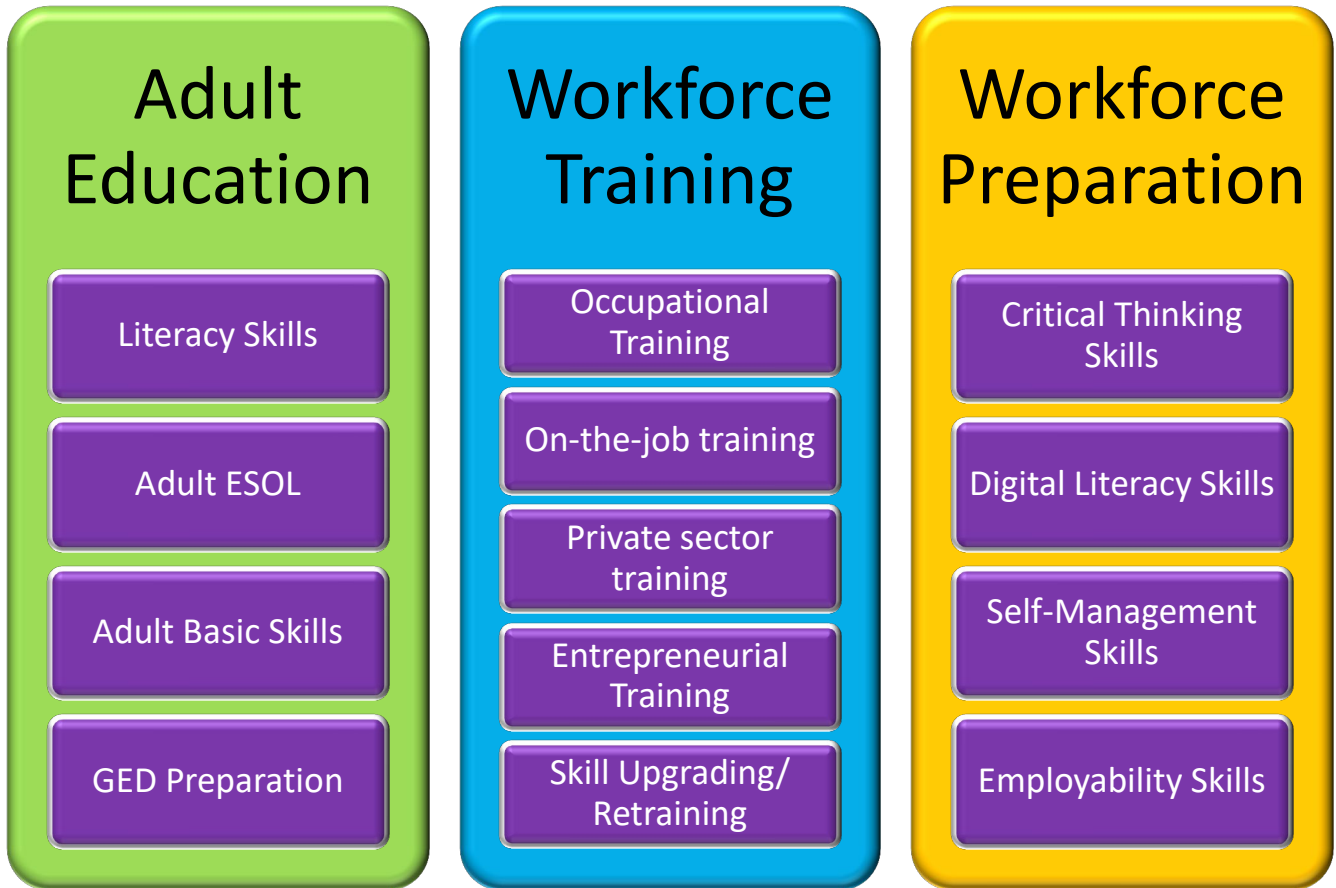 Adult
Education
Literacy Skills
Adult ESOL
Adult Basic Skills
GED Preparation
Workforce
Training
Occupational
Training
On-the-job training
Private sector
training
Entrepreneurial
Training
Skill Upgrading/
Retraining
Workforce
Preparation
Critical Thinking
Skills
Digital Literacy Skills
Self-Management
Skills
Employability Skills